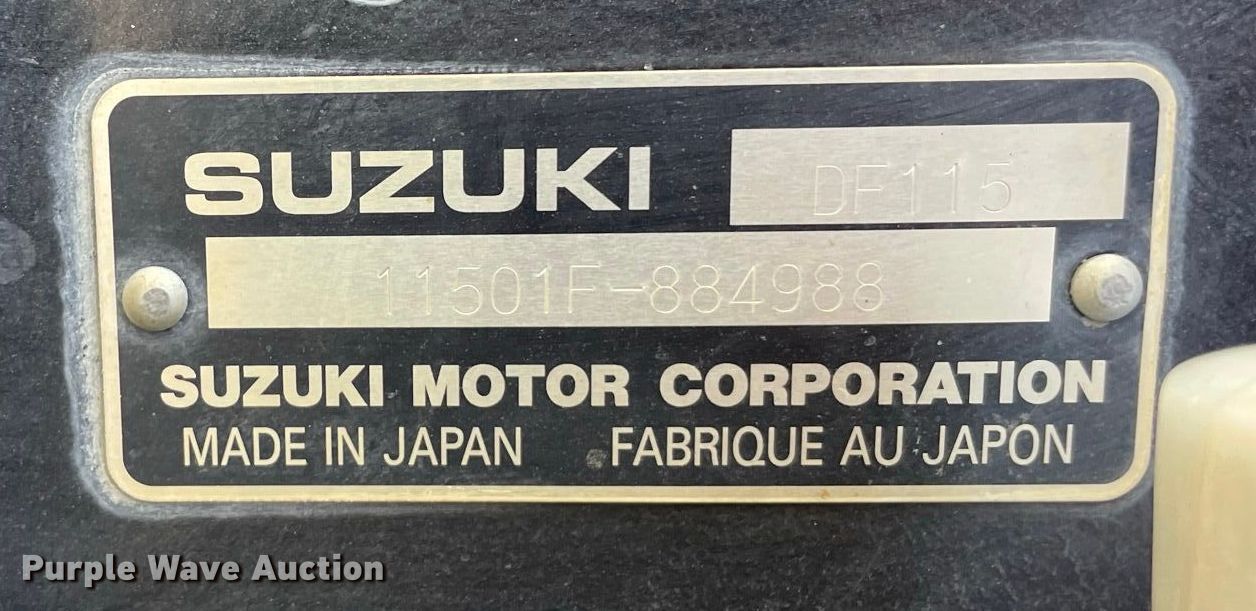 SUZUKI DF115
11501F-884988
SUZUKI MOTOR CORPORATION
MADE IN JAPAN FABRIQUE AU JAPON
Purple Wave Auction